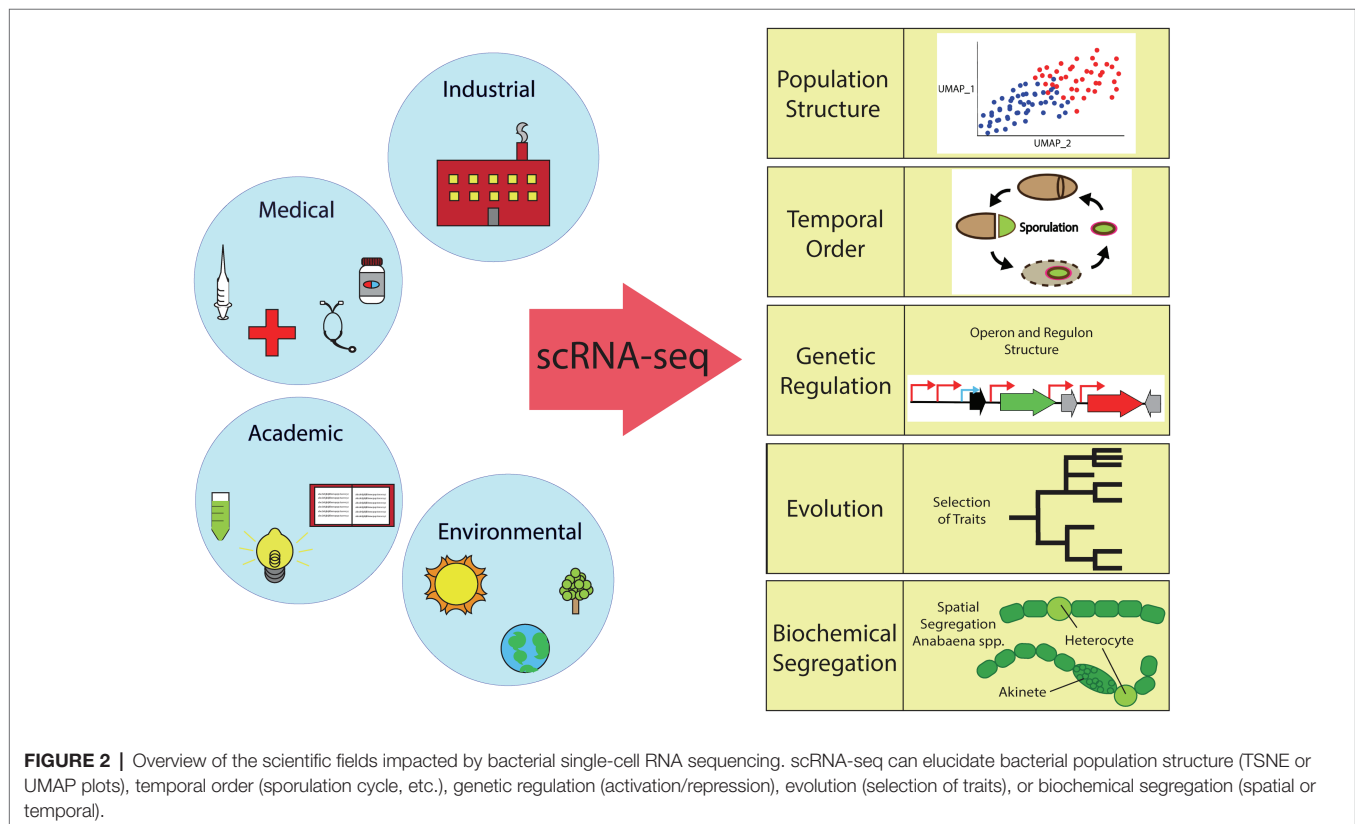 Industrial
Medical
Academic
Environmental
scRNA-seq
Population
Structure
UMAP_1
UMAP_2
Temporal
Order
Sporulation
Genetic
Regulation
Operon and Regulon
Structure
Evolution
Selection
of Traits
Biochemical
Segregation
Spatial
Segregation
Anabaena spp.
Heterocyte
Akinete
FIGURE 2 | Overview of the scientific fields impacted by bacterial single-cell RNA sequencing. scRNA-seq can elucidate bacterial population structure (TSNE or
UMAP plots), temporal order (sporulation cycle, etc.), genetic regulation (activation/repression), evolution (selection of traits), or biochemical segregation (spatial or
temporal).